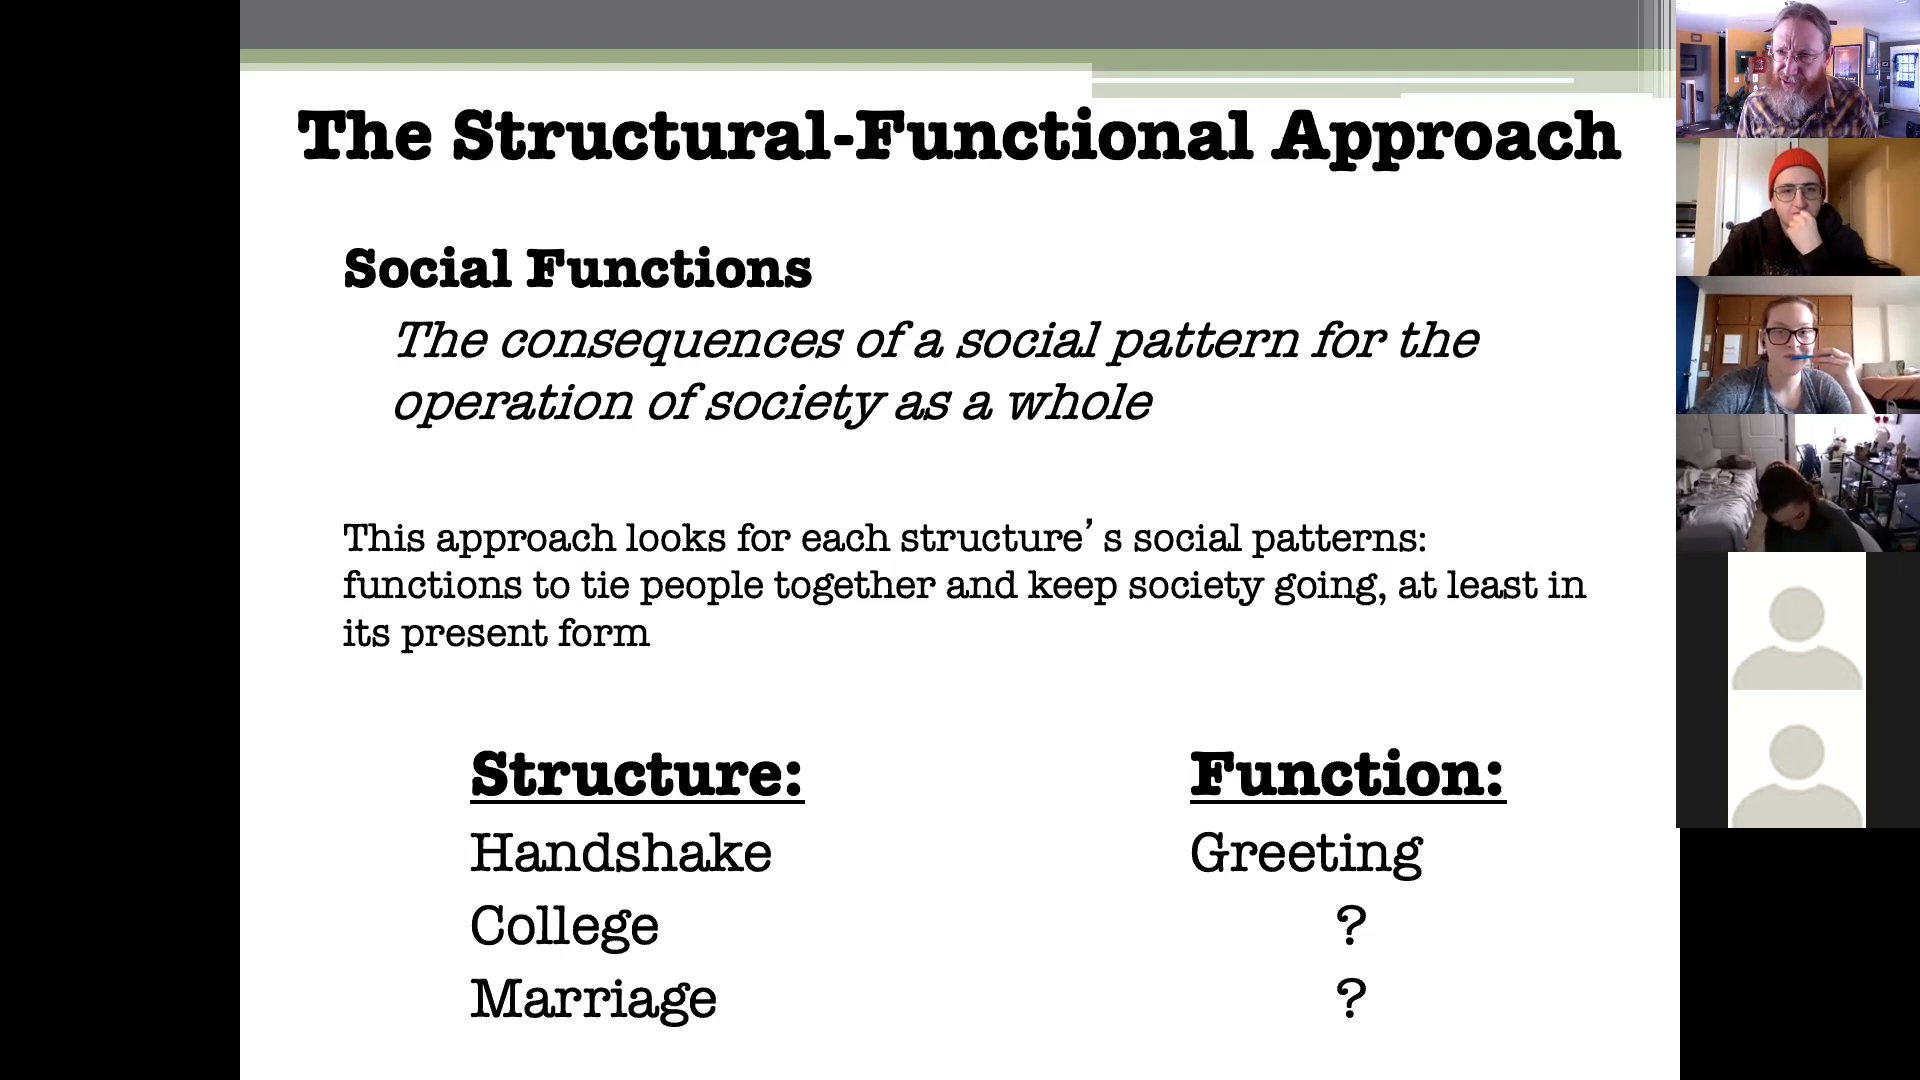 The Structural-Functional Approach
Social Functions
The consequences of a social pattern for the
operation of society as a whole
This approach looks for each structure’s social patterns:
functions to tie people together and keep society going, at least in
its present form
Structure: Function:
Handshake Greeting
College ?
Marriage ?